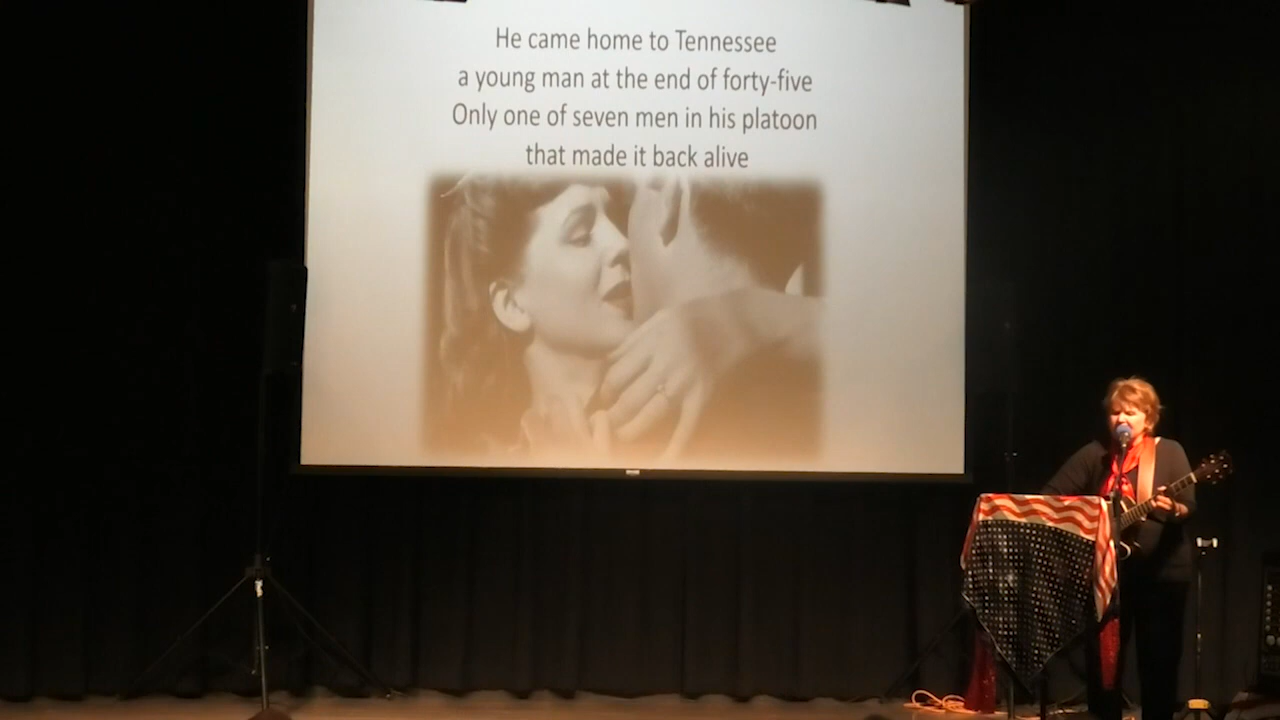 He came home to Tennessee
a young man at the end of forty-five
Only one of seven men in his platoon
that made it back alive